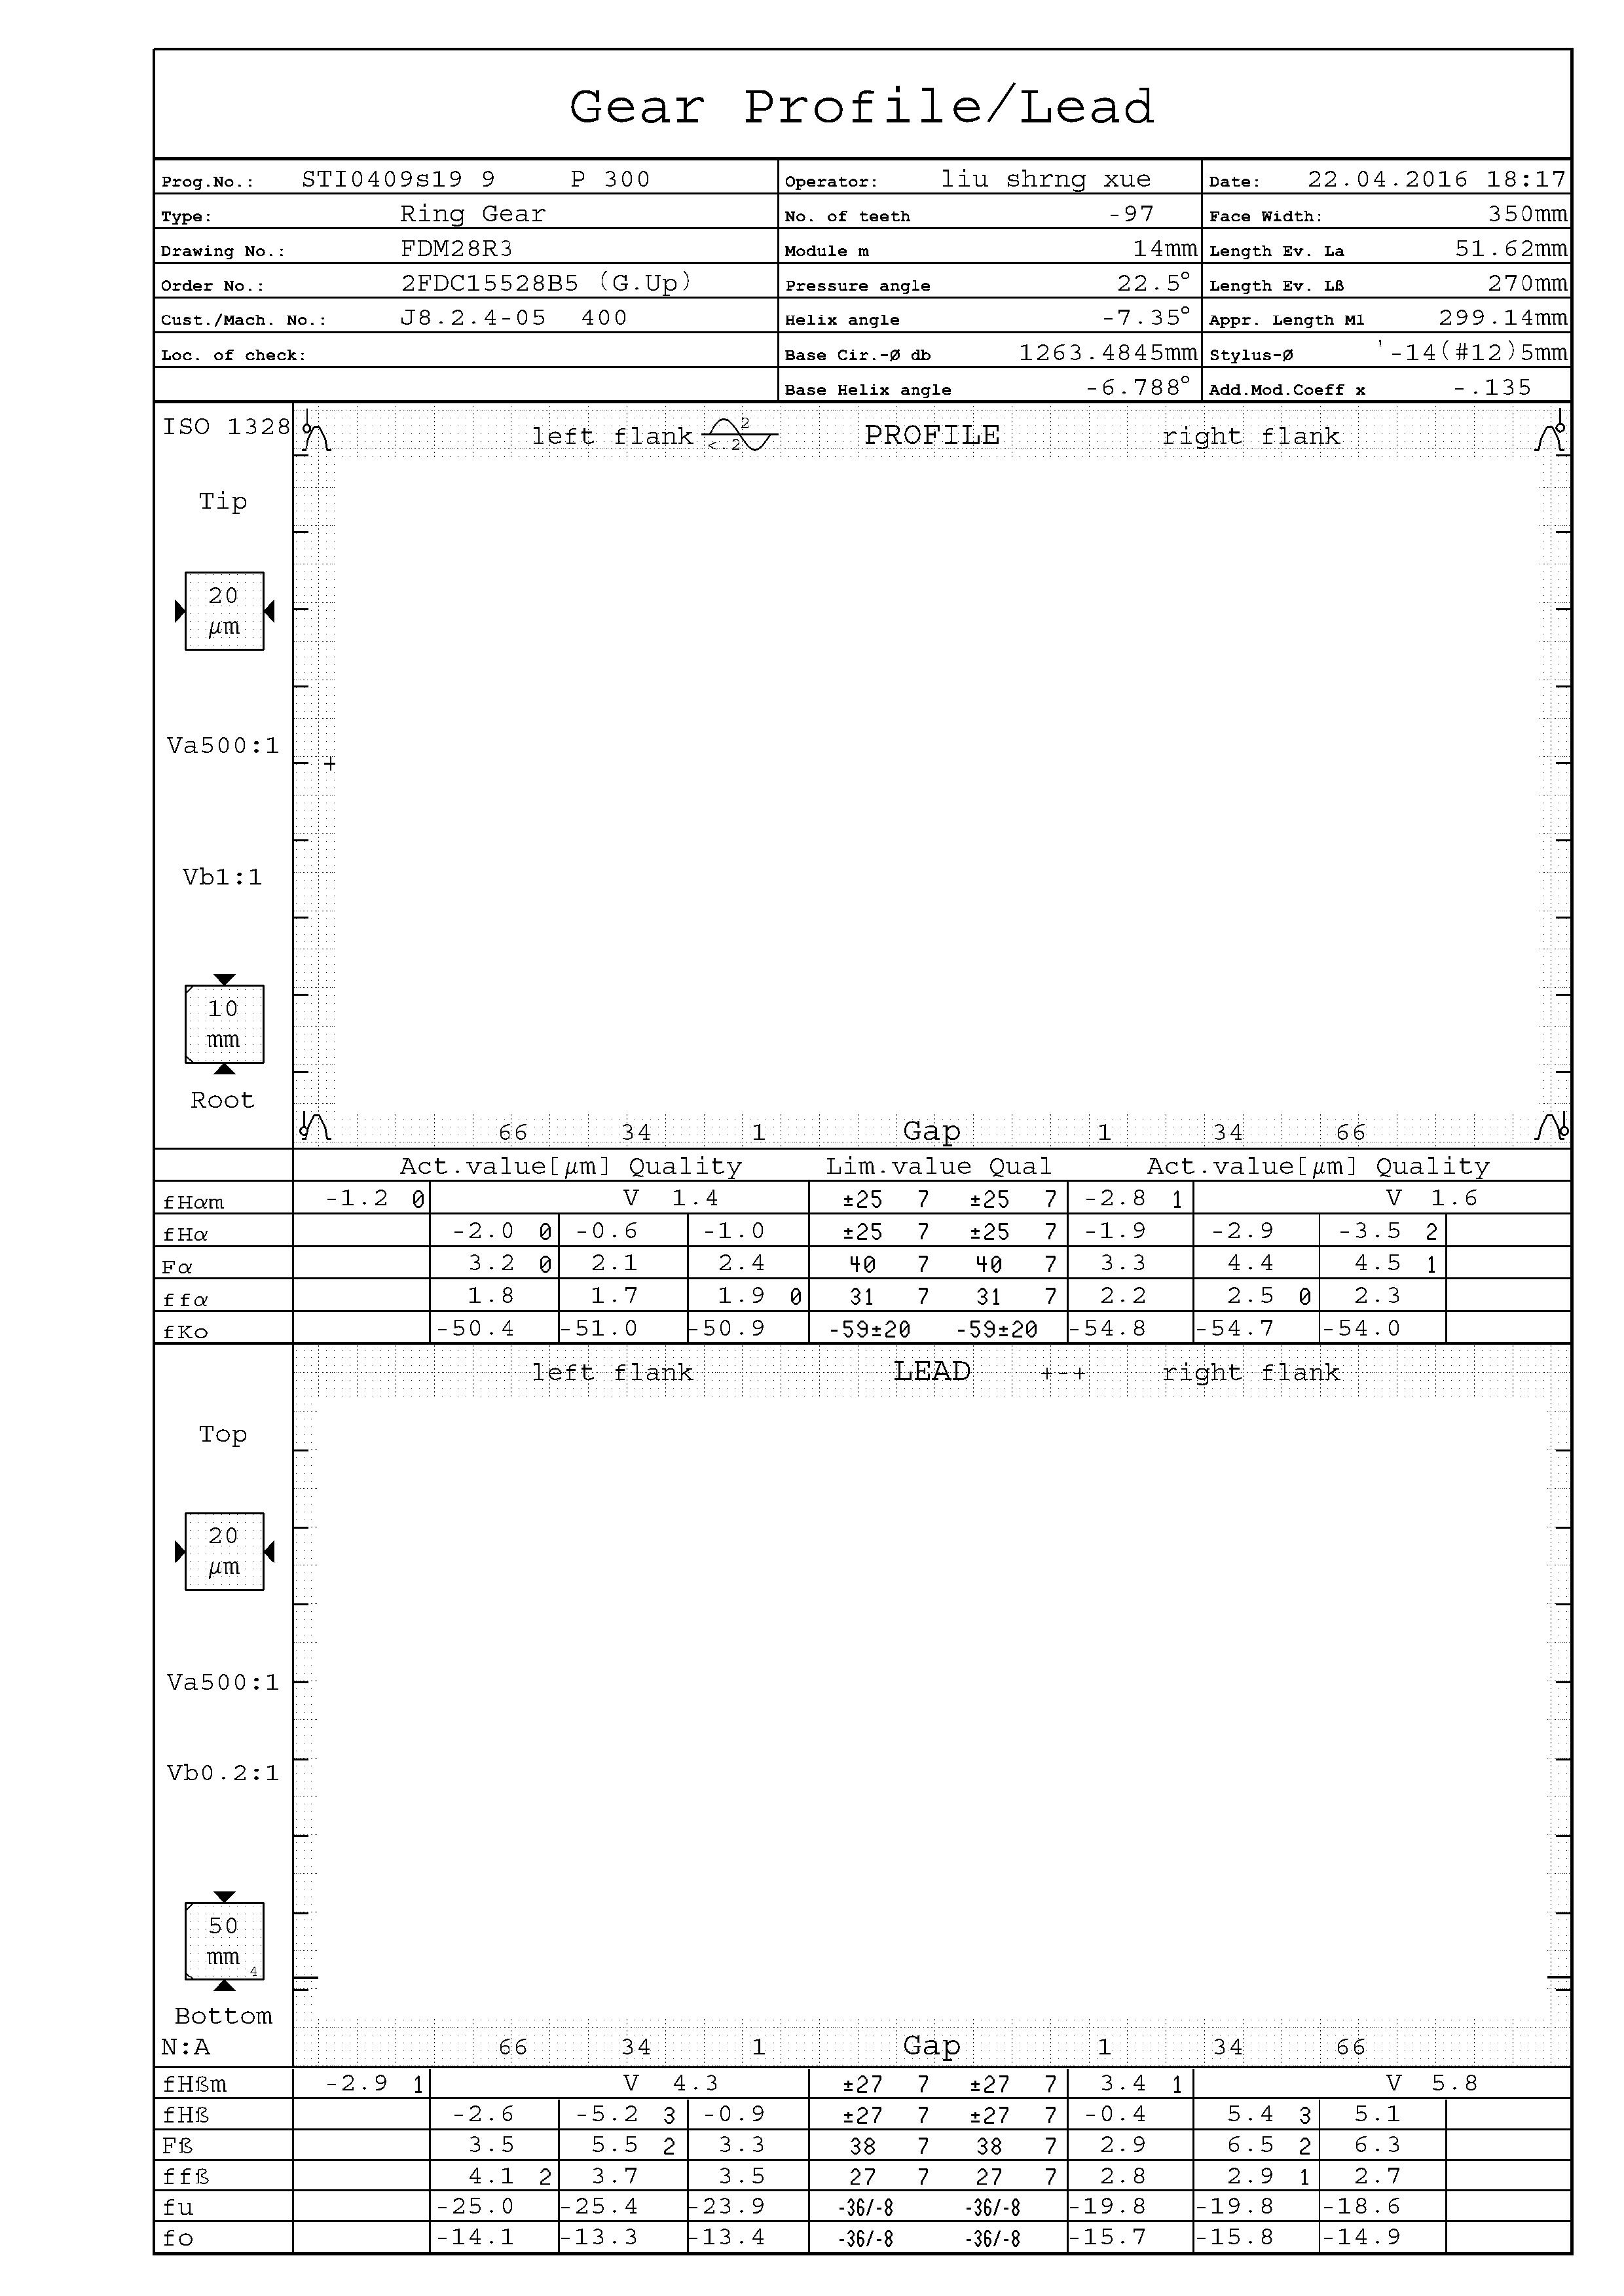 Gear Profile/Lead
Prog.No.: STI0409s19 9 P 300 Operator: liu shrng xue Date: 22.04.2016 18:17
Type: Ring Gear No. of teeth -97 Face Width: 350mm
Drawing No.: FDM28R3 Module m 14mm Length Ev. La 51.62mm
Order No.: 2FDC15528B5 (G.Up) Pressure angle 22.5° Length Ev. Lß 270mm
Cust./Mach. No.: J8.2.4-05 400 Helix angle -7.35° Appr. Length M1 299.14mm
Loc. of check: Base Cir.-Ø db 1263.4845mm Stylus-Ø '-14(#12)5mm
Base Helix angle -6.788° Add.Mod.Coeff x -.135
ISO 1328 left flank 2 <.2 PROFILE right flank
Tip
20
µm
Va500:1 +
Vb1:1
10
mm
Root
66 34 1 Gap 1 34 66
Act.value[µm] Quality Lim.value Qual Act.value[µm] Quality
fHαm -1.2 0 V 1.4 ±25 7 ±25 7 -2.8 1 V 1.6
fHα -2.0 0 -0.6 -1.0 ±25 7 ±25 7 -1.9 -2.9 -3.5 2
Fα 3.2 0 2.1 2.4 40 7 40 7 3.3 4.4 4.5 1
ffα 1.8 1.7 1.9 0 31 7 31 7 2.2 2.5 0 2.3
fKo -50.4 -51.0 -50.9 -59±20 -59±20 -54.8 -54.7 -54.0
left flank LEAD +-+ right flank
Top
20
µm
Va500:1
Vb0.2:1
50
mm 4
Bottom
N:A 66 34 1 Gap 1 34 66
fHßm -2.9 1 V 4.3 ±27 7 ±27 7 3.4 1 V 5.8
fHß -2.6 -5.2 3 -0.9 ±27 7 ±27 7 -0.4 5.4 3 5.1
Fß 3.5 5.5 2 3.3 38 7 38 7 2.9 6.5 2 6.3
ffß 4.1 2 3.7 3.5 27 7 27 7 2.8 2.9 1 2.7
fu -25.0 -25.4 -23.9 -36/-8 -36/-8 -19.8 -19.8 -18.6
fo -14.1 -13.3 -13.4 -36/-8 -36/-8 -15.7 -15.8 -14.9